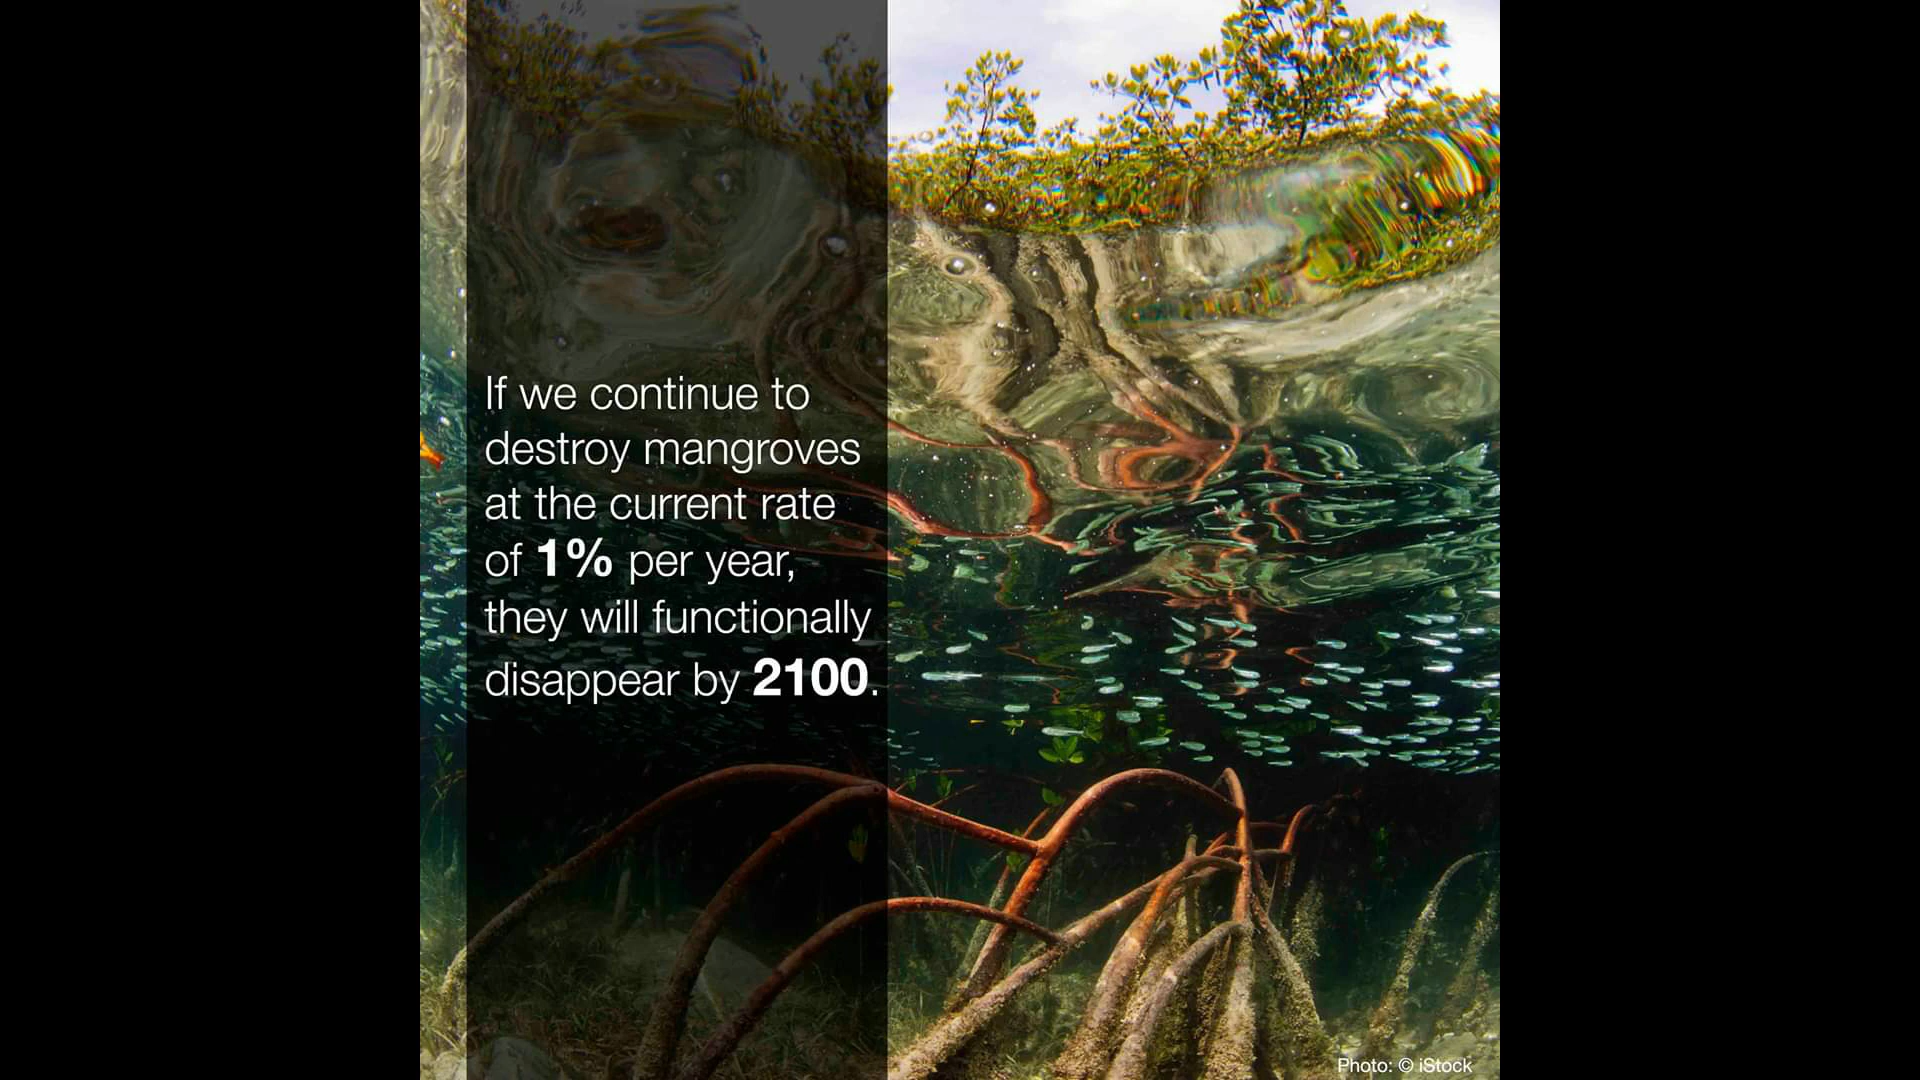 If we continue to
destroy mangroves
at the current rate
of 1% per year,
they will functionally
disappear by 2100.
Photo: © iStock